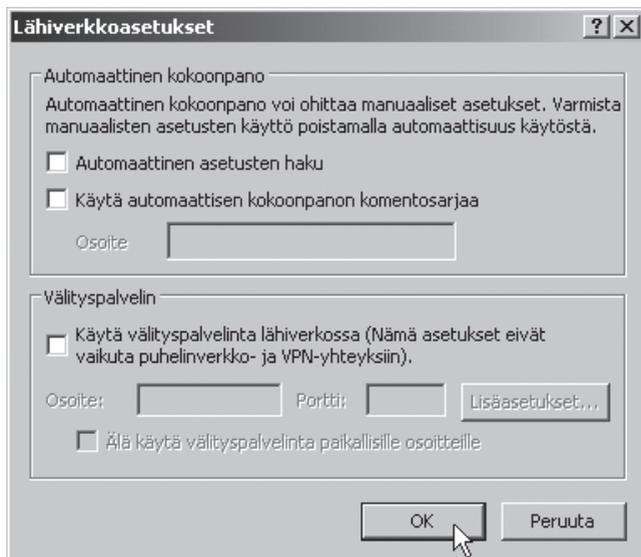 Lähiverkkoasetukset
Automaattinen kokoonpano
Automaattinen kokoonpano voi ohittaa manuaaliset asetukset. Varmista
manuaalisten asetusten käyttö poistamalla automaattisuus käytöstä.
Automaattinen asetusten haku
Käytä automaattisen kokoonpanon komentosarjaa
Osoite
Välityspalvelin
Käytä välityspalvelinta lähiverkossa (Nämä asetukset eivät
vaikuta puhelinverkko- ja VPN-yhteyksiin).
Osoite: Portti: Lisäasetukset...
Älä käytä välityspalvelinta paikallisille osoitteille
OK Peruuta